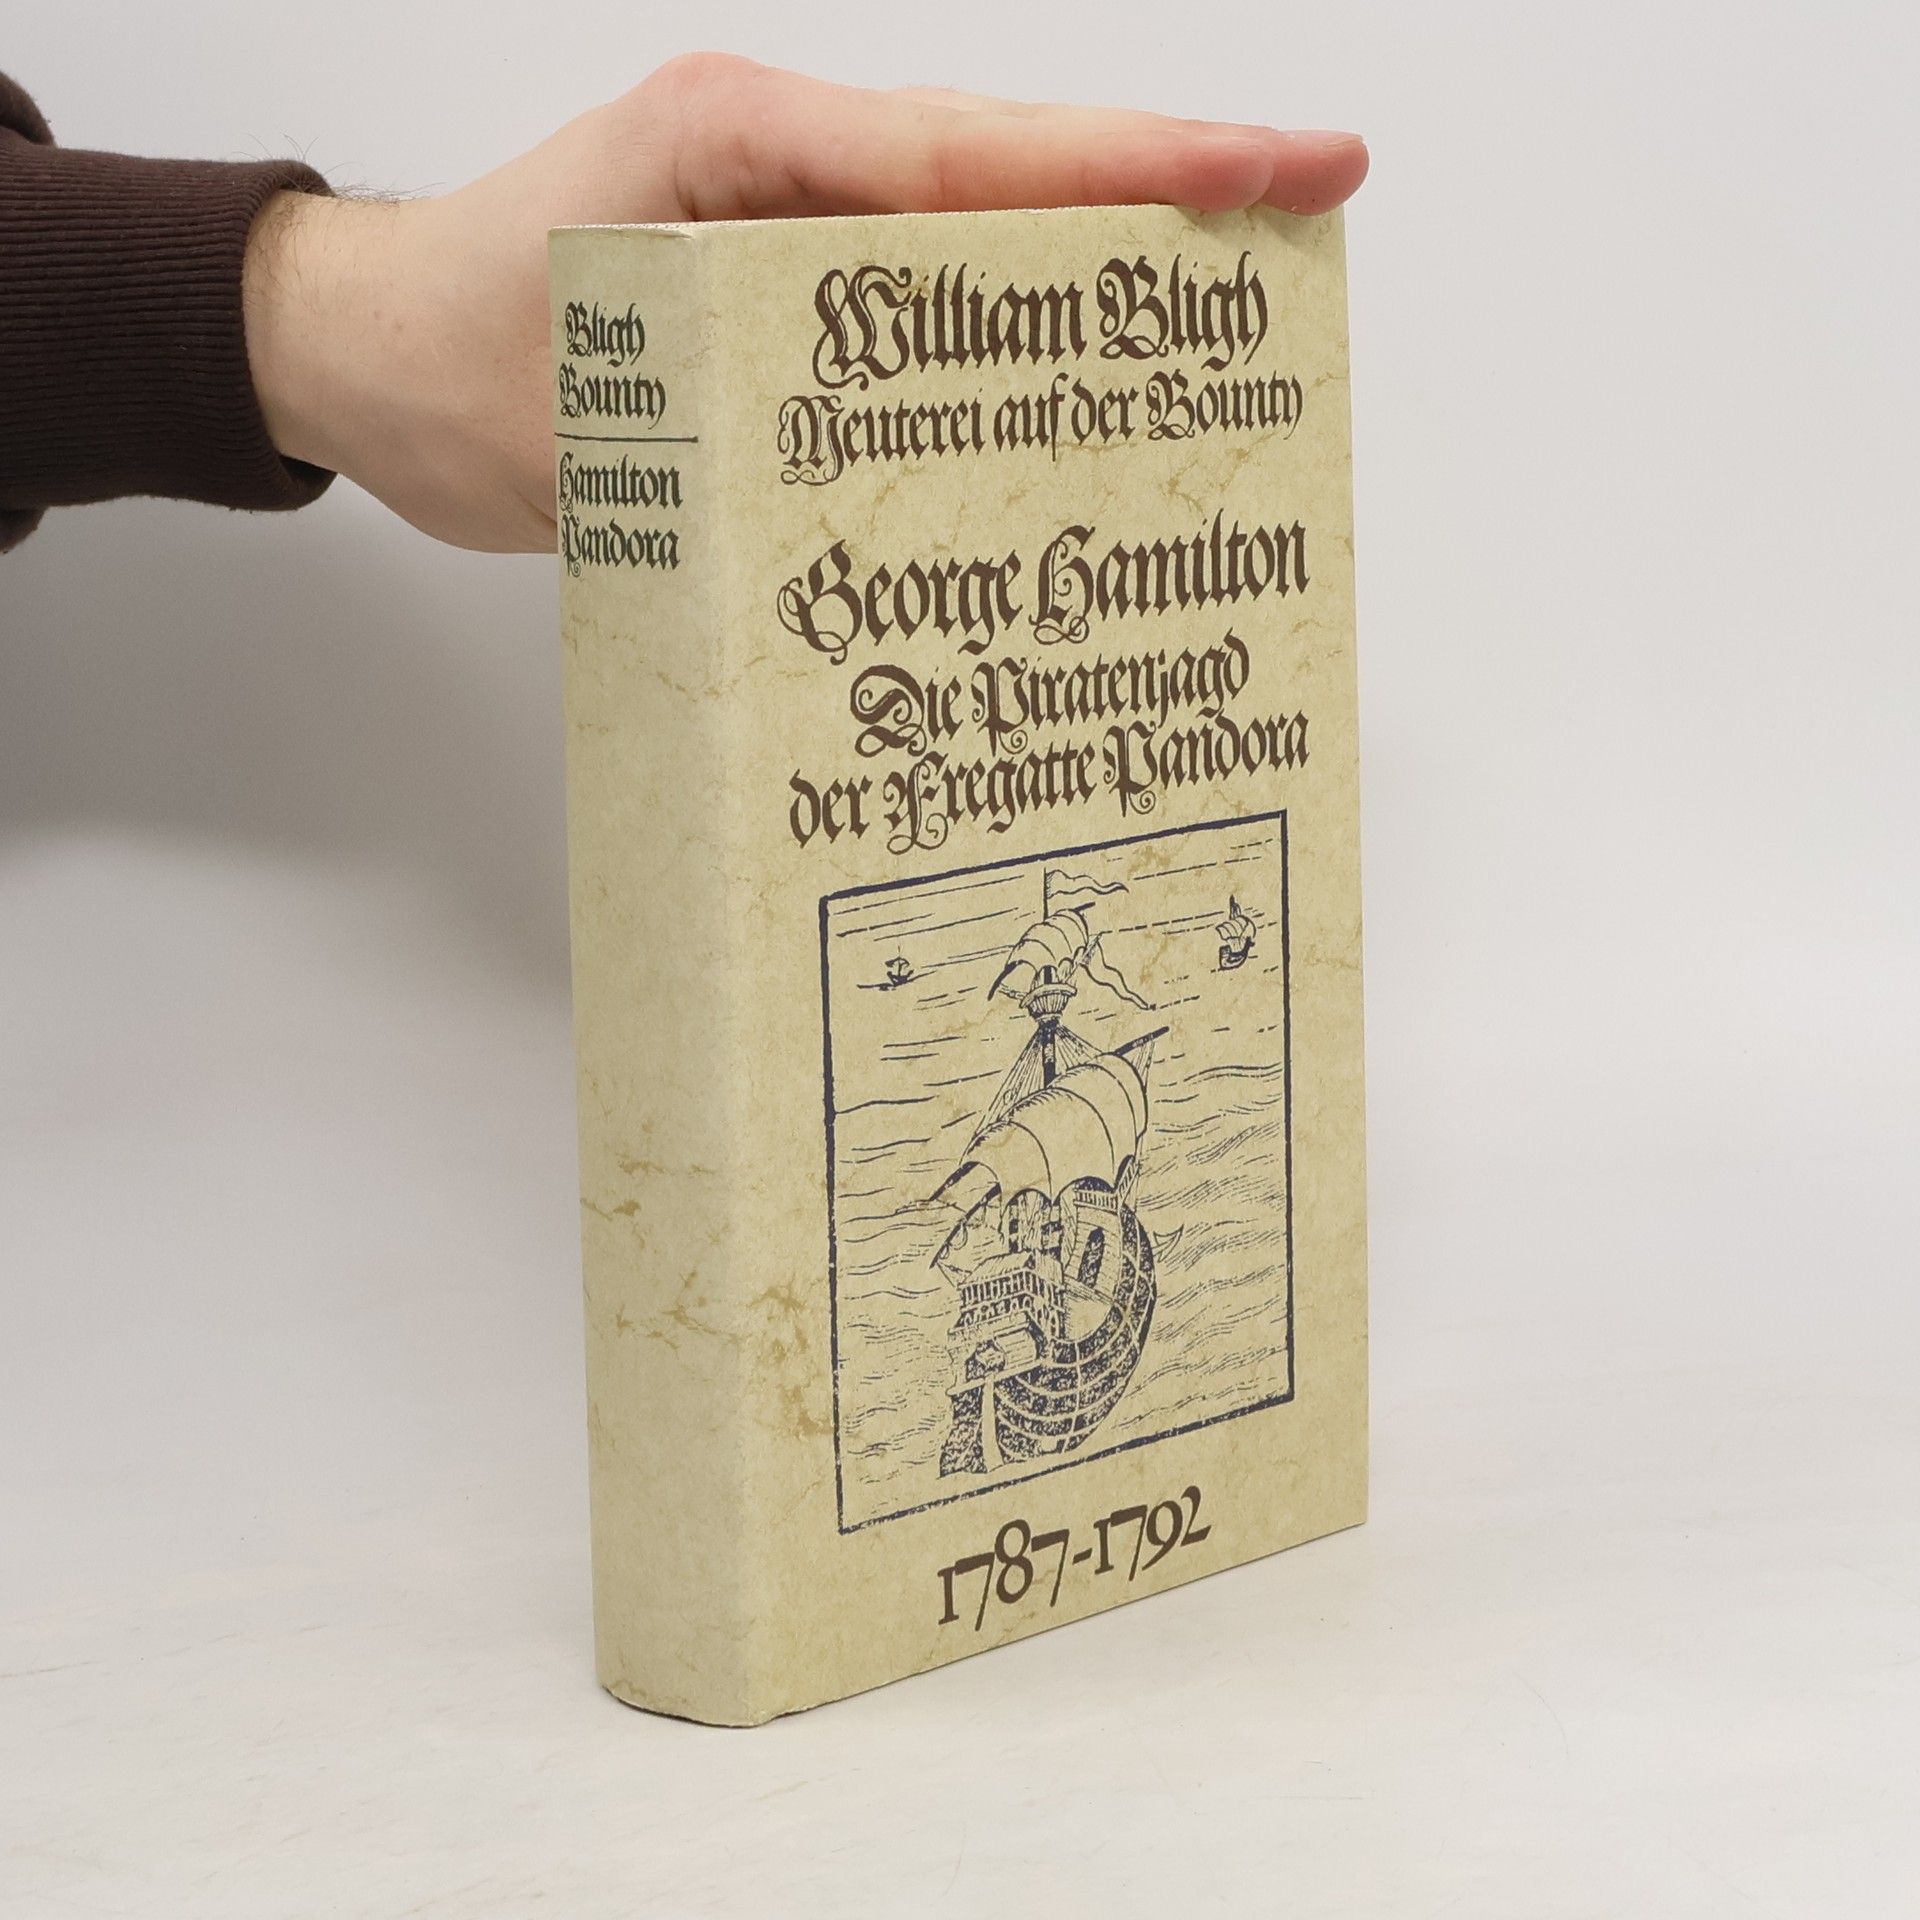 Bligh
Bounty
Hamilton
Pandora
William Bligh
Meuterei auf der Bounty
George Hamilton
Die Piratenjagd
der Fregatte Pandora
1787-1792